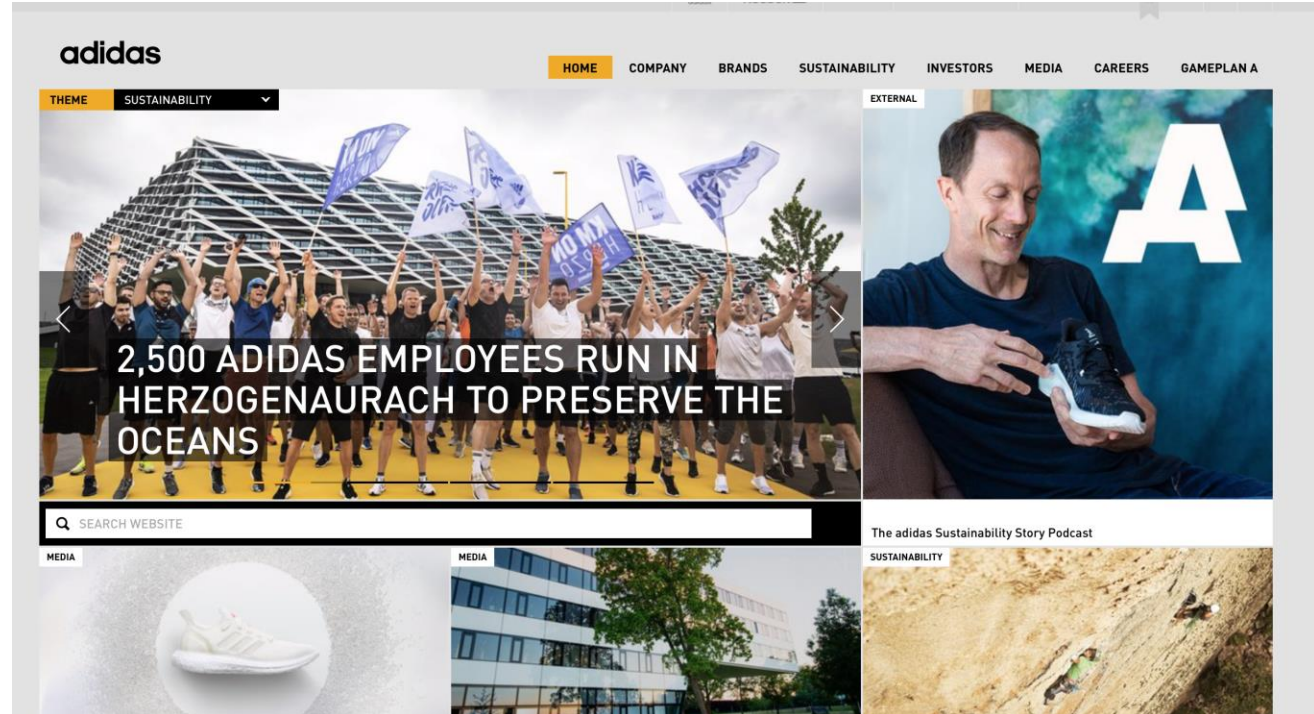 adidas
HOME COMPANY BRANDS SUSTAINABILITY INVESTORS MEDIA CAREERS GAMEPLAN A
THEME SUSTAINABILITY
2,500 ADIDAS EMPLOYEES RUN IN
HERZOGENAURACH TO PRESERVE THE
OCEANS
SEARCH WEBSITE
EXTERNAL
A
The adidas Sustainability Story Podcast
MEDIA
MEDIA
SUSTAINABILITY